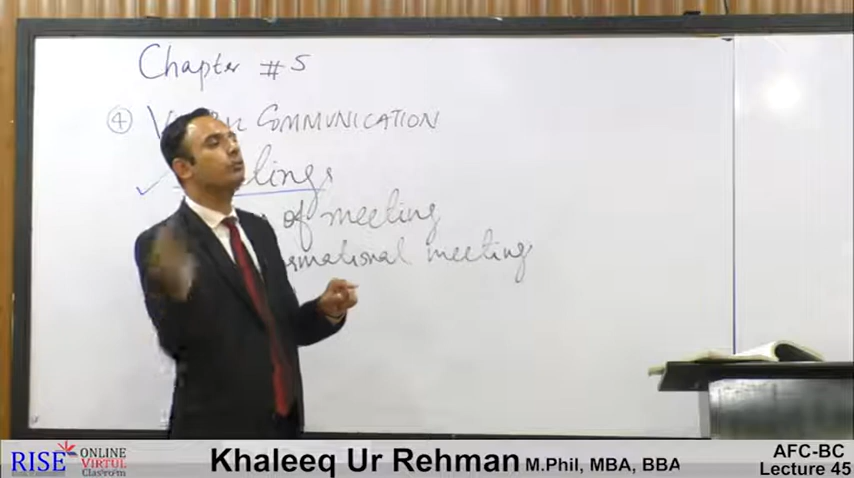 Chapter #5
④ COMMUNICATION
of meeting
meeting
RISE ONLINE
VIRTUL
Classroom
Khaleeq Ur Rehman M.Phil, MBA, BBA
AFC-BC
Lecture 45